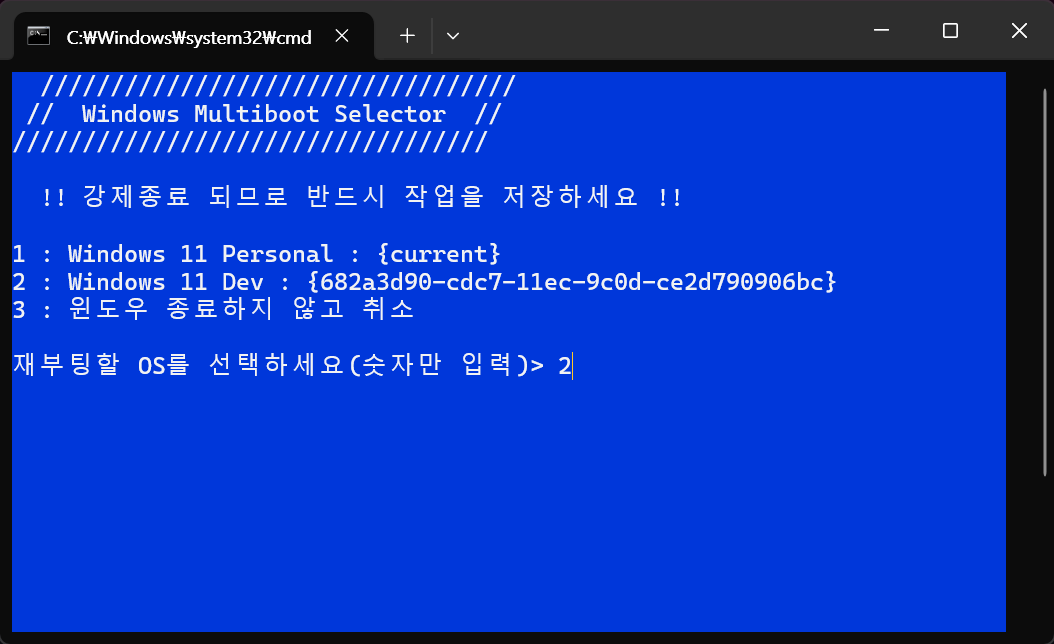 C:₩Windows₩system32₩cmd
//////////////////////////////////
//  Windows Multiboot Selector  //
//////////////////////////////////
!! 강제종료 되므로 반드시 작업을 저장하세요 !!
1 : Windows 11 Personal : {current}
2 : Windows 11 Dev : {682a3d90-cdc7-11ec-9c0d-ce2d790906bc}
3 : 윈도우 종료하지 않고 취소
재부팅할 OS를 선택하세요(숫자만 입력)> 2